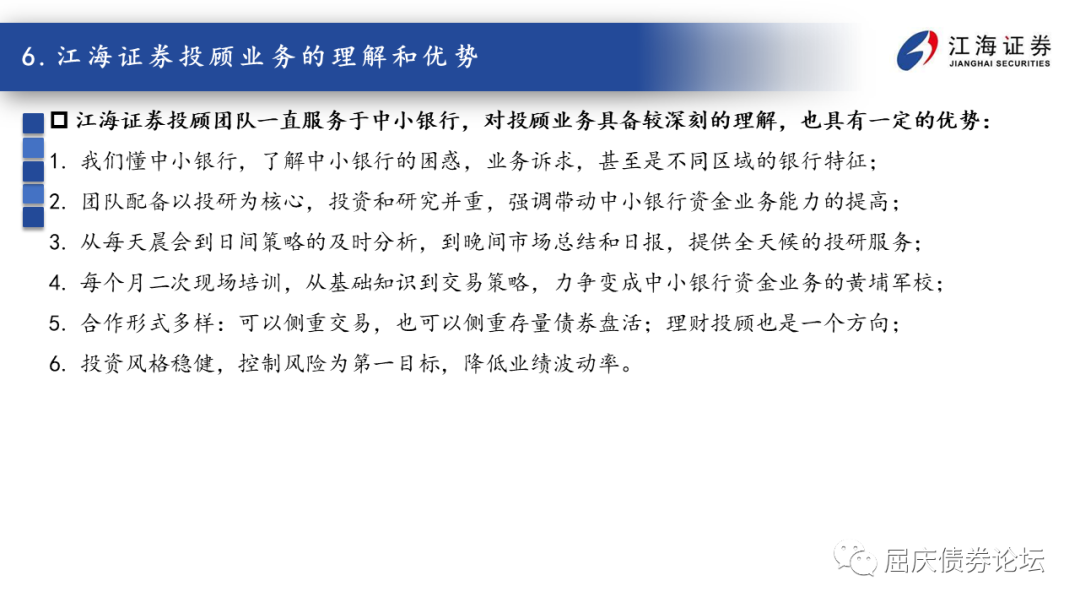 6. 江海证券投顾业务的理解和优势
江海证券
JIANGHAI SECURITIES
江海证券投顾团队一直服务于中小银行，对投顾业务具备较深刻的理解，也具有一定的优势：
1. 我们懂中小银行，了解中小银行的困惑，业务诉求，甚至是不同区域的银行特征；
2. 团队配备以投研为核心，投资和研究并重，强调带动中小银行资金业务能力的提高；
3. 从每天晨会到日间策略的及时分析，到晚间市场总结和日报，提供全天候的投研服务；
4. 每个月二次现场培训，从基础知识到交易策略，力争变成中小银行资金业务的黄埔军校；
5. 合作形式多样：可以侧重交易，也可以侧重存量债券盘活；理财投顾也是一个方向；
6. 投资风格稳健，控制风险为第一目标，降低业绩波动率。
屈庆债券论坛